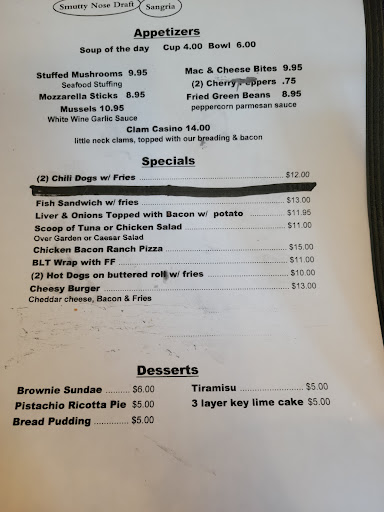 Smutty Nose Draft
Sangria
Appetizers
Soup of the day Cup 4.00 Bowl 6.00
Stuffed Mushrooms 9.95
Seafood Stuffing
Mozzarella Sticks 8.95
Mussels 10.95
White Wine Garlic Sauce
Mac & Cheese Bites 9.95
(2) Cherry Peppers .75
Fried Green Beans 8.95
peppercorn parmesan sauce
Clam Casino 14.00
little neck clams, topped with our breading & bacon
Specials
(2) Chili Dogs w/ Fries ........ $12.00
Fish Sandwich w/ fries ........ $13.00
Liver & Onions Topped with Bacon w/ potato ........ $11.95
Scoop of Tuna or Chicken Salad ........ $11.00
Over Garden or Caesar Salad
Chicken Bacon Ranch Pizza ........ $15.00
BLT Wrap with FF ........ $11.00
(2) Hot Dogs on buttered roll w/ fries ........ $10.00
Cheesy Burger ........ $13.00
Cheddar cheese, Bacon & Fries
Desserts
Brownie Sundae ........ $6.00
Pistachio Ricotta Pie $5.00
Bread Pudding ........ $5.00
Tiramisu ........ $5.00
3 layer key lime cake $5.00